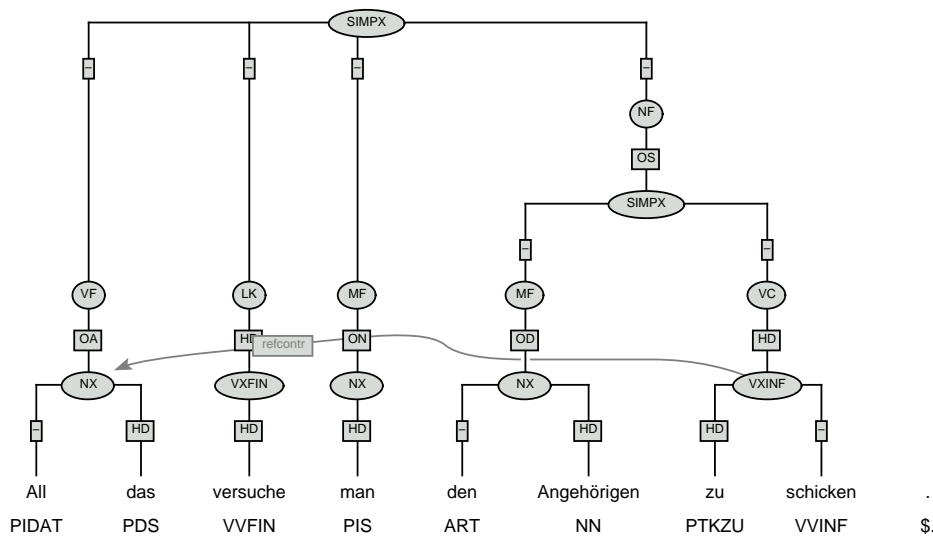 SIMPX
– – – –
NF
OS
SIMPX
– –
VF LK MF MF VC
OA HD refcontr ON OD HD
NX VXFIN NX NX VXINF
– HD HD HD – HD HD –
All das versuche man den Angehörigen zu schicken .
PIDAT PDS VVFIN PIS ART NN PTKZU VVINF $.